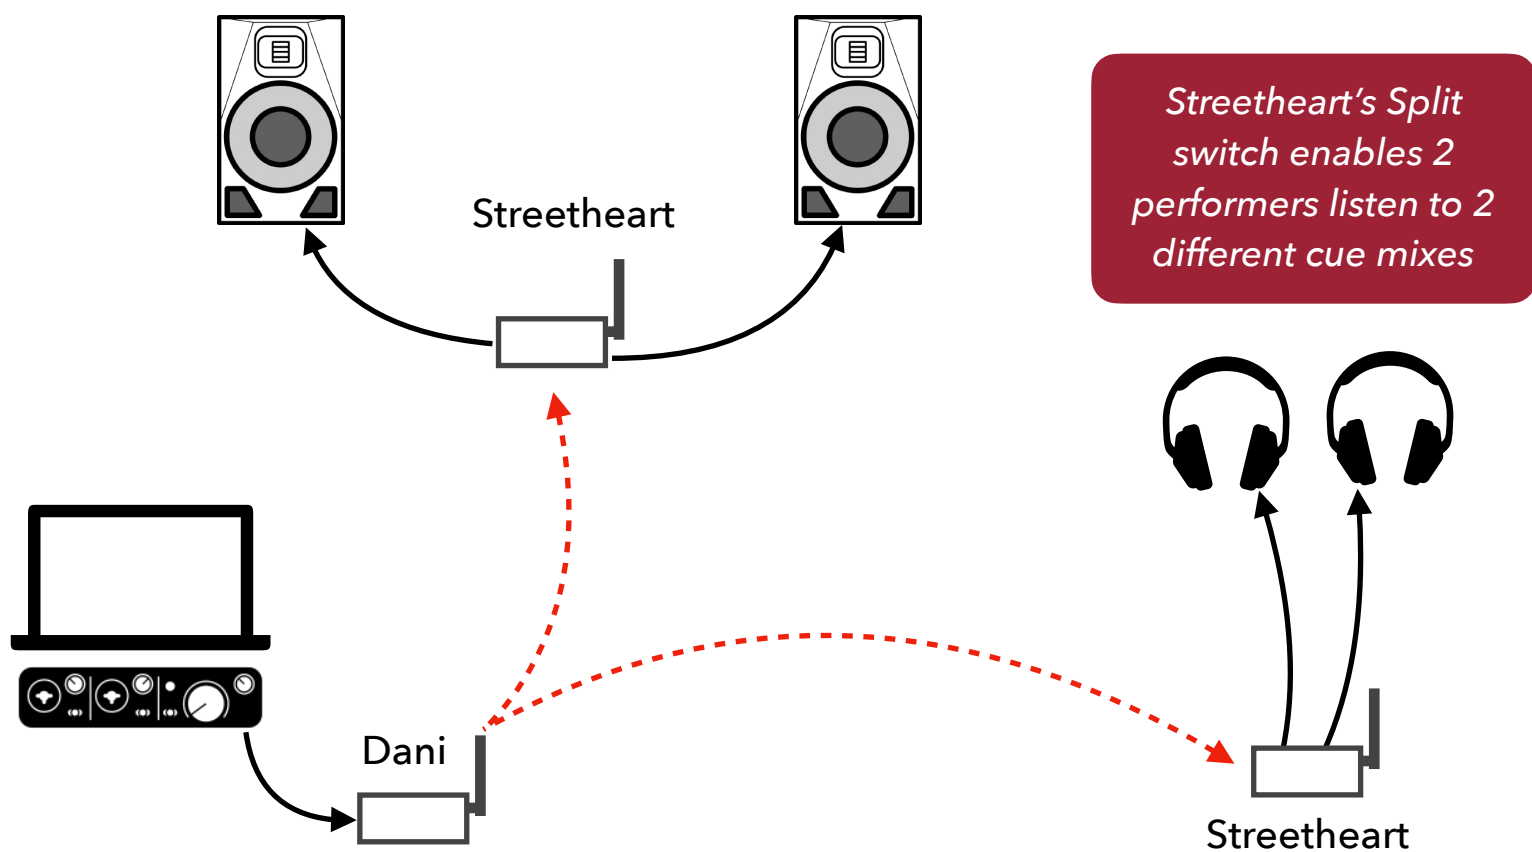 Streetheart’s Split
switch enables 2
performers listen to 2
different cue mixes
Streetheart
Dani
Streetheart